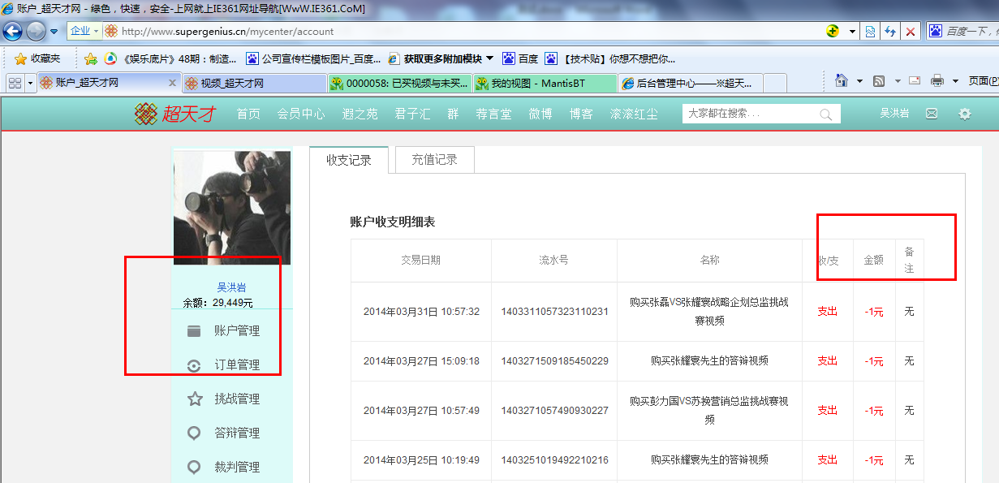 账户_超天才网 - 绿色，快速，安全-上网就上IE361网址导航[WwW.IE361.CoM]
企业 http://www.supergenius.cn/mycenter/account 百度一下，
收藏夹 《娱乐底片》48期：制造... 公司宣传栏模板图片_百度... 获取更多附加模块 百度 【技术贴】你想不想把你...
账户_超天才网 视频_超天才网 0000058: 已买视频与未买... 我的视图 - MantisBT 后台管理中心——※超天... 页面(P)
超天才 首页 会员中心 遐之苑 君子汇 群 荐言堂 微博 博客 滚滚红尘 大家都在搜索... 吴洪岩
收支记录 充值记录
吴洪岩
余额：29,449元
账户管理
订单管理
挑战管理
答辩管理
裁判管理
账户收支明细表
交易日期 流水号 名称 收/支 金额 备注
2014年03月31日 10:57:32 1403311057323110231 购买张磊VS张耀寰战略企划总监挑战赛视频 支出 -1元 无
2014年03月27日 15:09:18 1403271509185450229 购买张耀寰先生的答辩视频 支出 -1元 无
2014年03月27日 10:57:49 1403271057490930227 购买彭力国VS苏换营销总监挑战赛视频 支出 -1元 无
2014年03月25日 10:19:49 1403251019492210216 购买张耀寰先生的答辩视频 支出 -1元 无